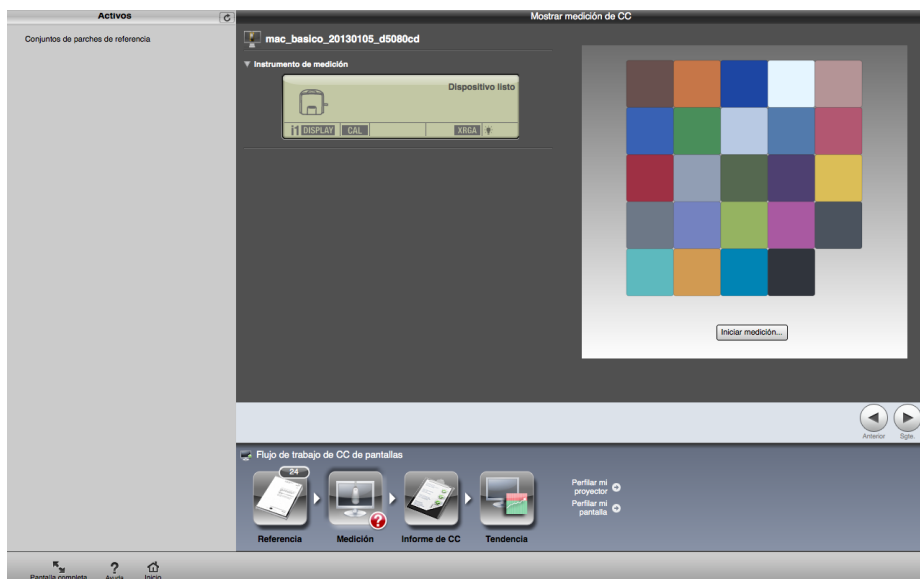 Activos
Mostrar medición de CC
Conjuntos de parches de referencia
mac_basico_20130105_d5080cd
Instrumento de medición
Dispositivo listo
i1 DISPLAY CAL XRGA
Iniciar medición...
Anterior Sgte.
Flujo de trabajo de CC de pantallas
24
Perfilar mi
proyector
Perfilar mi
pantalla
Referencia Medición Informe de CC Tendencia
Pantalla completa Ayuda Inicio